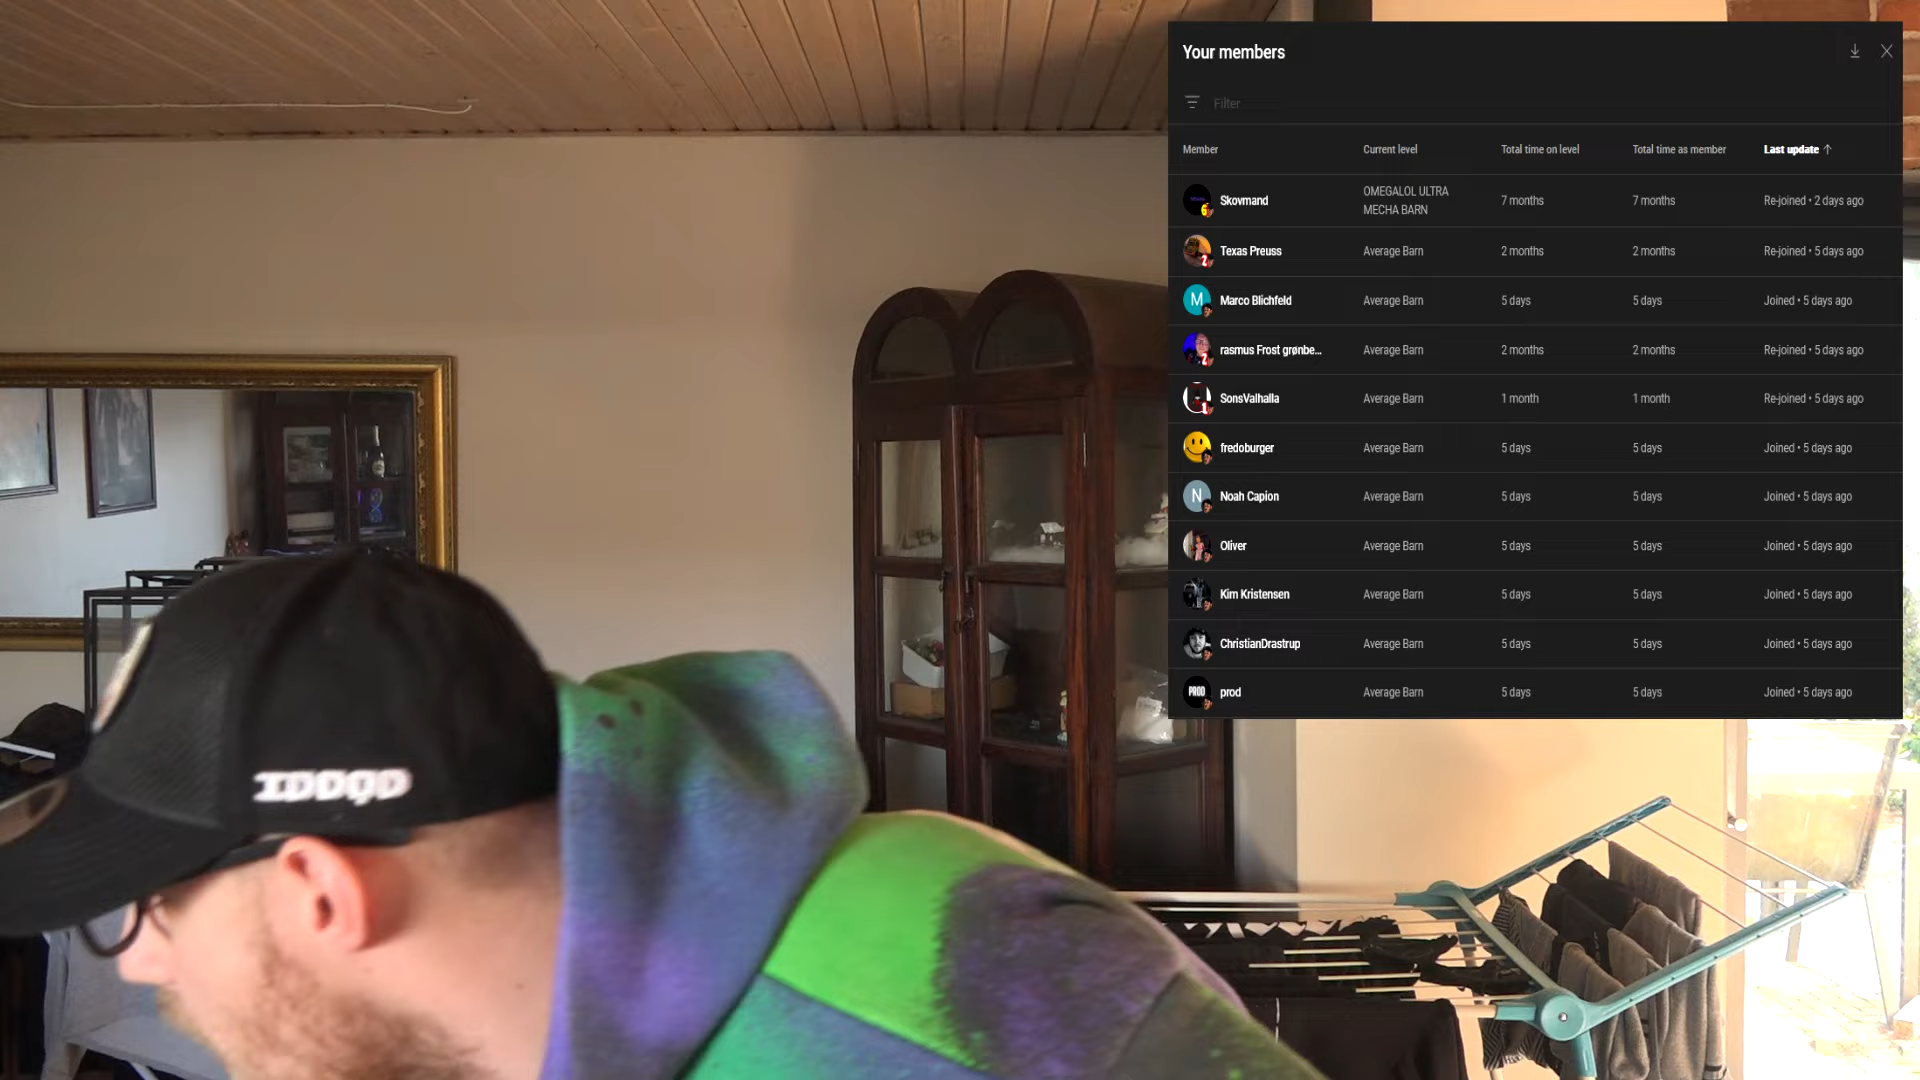 Your members
Filter
Member Current level Total time on level Total time as member Last update
Skovmand OMEGALOL ULTRA MECHA BARN 7 months 7 months Re-joined • 2 days ago
Texas Preuss Average Barn 2 months 2 months Re-joined • 5 days ago
M Marco Blichfeld Average Barn 5 days 5 days Joined • 5 days ago
rasmus Frost grønbe... Average Barn 2 months 2 months Re-joined • 5 days ago
SonsValhalla Average Barn 1 month 1 month Re-joined • 5 days ago
fredoburger Average Barn 5 days 5 days Joined • 5 days ago
N Noah Capion Average Barn 5 days 5 days Joined • 5 days ago
Oliver Average Barn 5 days 5 days Joined • 5 days ago
Kim Kristensen Average Barn 5 days 5 days Joined • 5 days ago
ChristianDrastrup Average Barn 5 days 5 days Joined • 5 days ago
PROD prod Average Barn 5 days 5 days Joined • 5 days ago
IDDQD